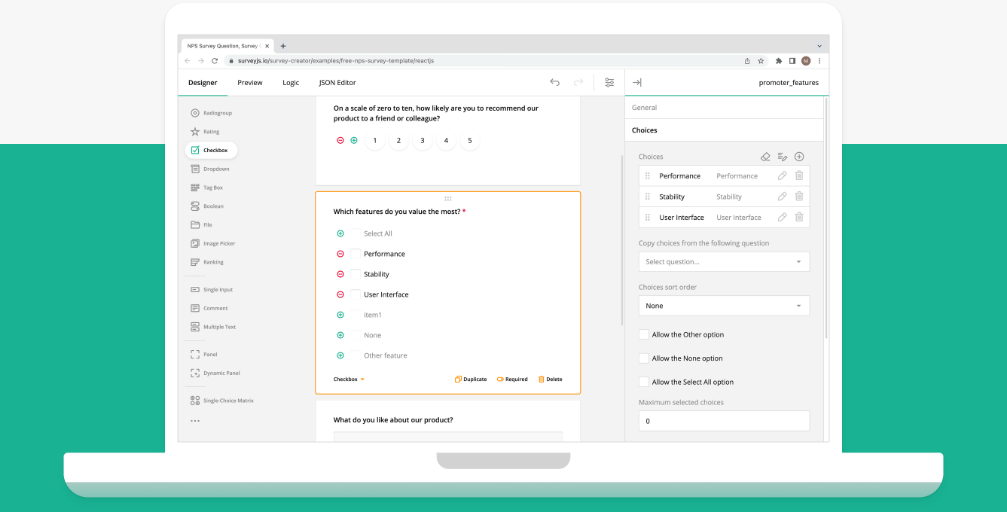 NPS Survey Question, Survey
surveyjs.io/survey-creator/examples/free-nps-survey-template/reactjs
M
Designer
Preview
Logic
JSON Editor
promoter_features
Radiogroup
Rating
Checkbox
Dropdown
Tag Box
Boolean
File
Image Picker
Ranking
Single Input
Comment
Multiple Text
Panel
Dynamic Panel
Single-Choice Matrix
On a scale of zero to ten, how likely are you to recommend our
product to a friend or colleague?
1 2 3 4 5
Which features do you value the most? *
Select All
Performance
Stability
User Interface
item1
None
Other feature
Checkbox
Duplicate
Required
Delete
What do you like about our product?
General
Choices
Choices
Performance Performance
Stability Stability
User Interface User Interface
Copy choices from the following question
Select question...
Choices sort order
None
Allow the Other option
Allow the None option
Allow the Select All option
Maximum selected choices
0